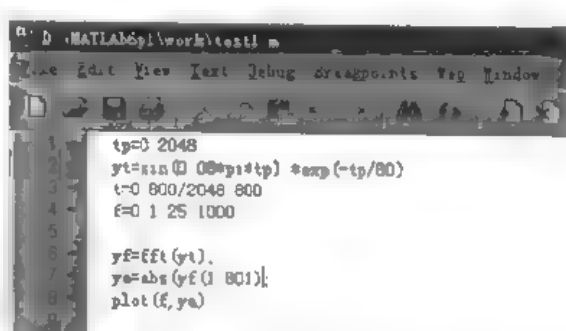 D MATLAB6p1\work\test1 m
Edit View Text Debug Breakpoints Web Window
1 tp=0 2048
2 yt=sin(0 08*pi*tp) *exp(-tp/80)
3 t=0 800/2048 800
4 f=0 1 25 1000
5
6 yf=fft(yt),
7 ya=abs(yf(1 801)),
8 plot(f,ya)